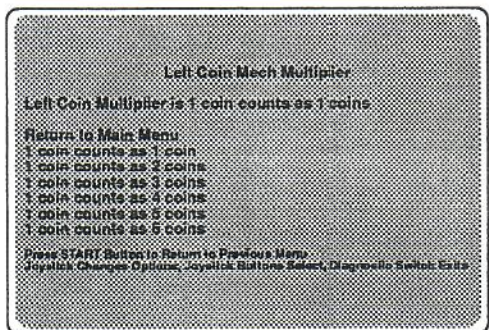 Left Coin Mech Multiplier
Left Coin Multiplier is 1 coin counts as 1 coins
Return to Main Menu
1 coin counts as 1 coin
1 coin counts as 2 coins
1 coin counts as 3 coins
1 coin counts as 4 coins
1 coin counts as 5 coins
1 coin counts as 6 coins
Press START Button to Return to Previous Menu
Joystick Changes Options, Joystick Buttons Select, Diagnostic Switch Exits